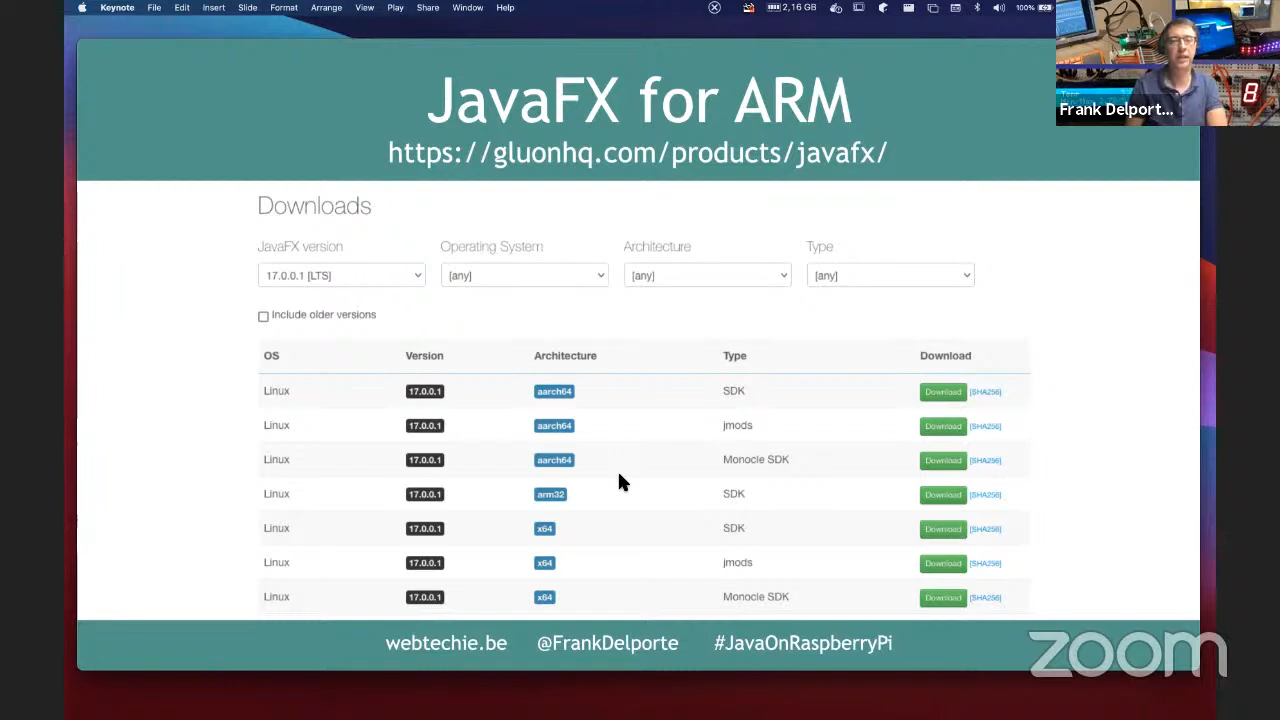 Keynote File Edit Insert Slide Format Arrange View Play Share Window Help 2,16 GB 100%
JavaFX for ARM
https://gluonhq.com/products/javafx/
Frank Delport...
8
Downloads
JavaFX version Operating System Architecture Type
17.0.0.1 [LTS] [any] [any] [any]
Include older versions
OS Version Architecture Type Download
Linux 17.0.0.1 aarch64 SDK Download [SHA256]
Linux 17.0.0.1 aarch64 jmods Download [SHA256]
Linux 17.0.0.1 aarch64 Monocle SDK Download [SHA256]
Linux 17.0.0.1 arm32 SDK Download [SHA256]
Linux 17.0.0.1 x64 SDK Download [SHA256]
Linux 17.0.0.1 x64 jmods Download [SHA256]
Linux 17.0.0.1 x64 Monocle SDK Download [SHA256]
webtechie.be @FrankDelporte #JavaOnRaspberryPi
zoom